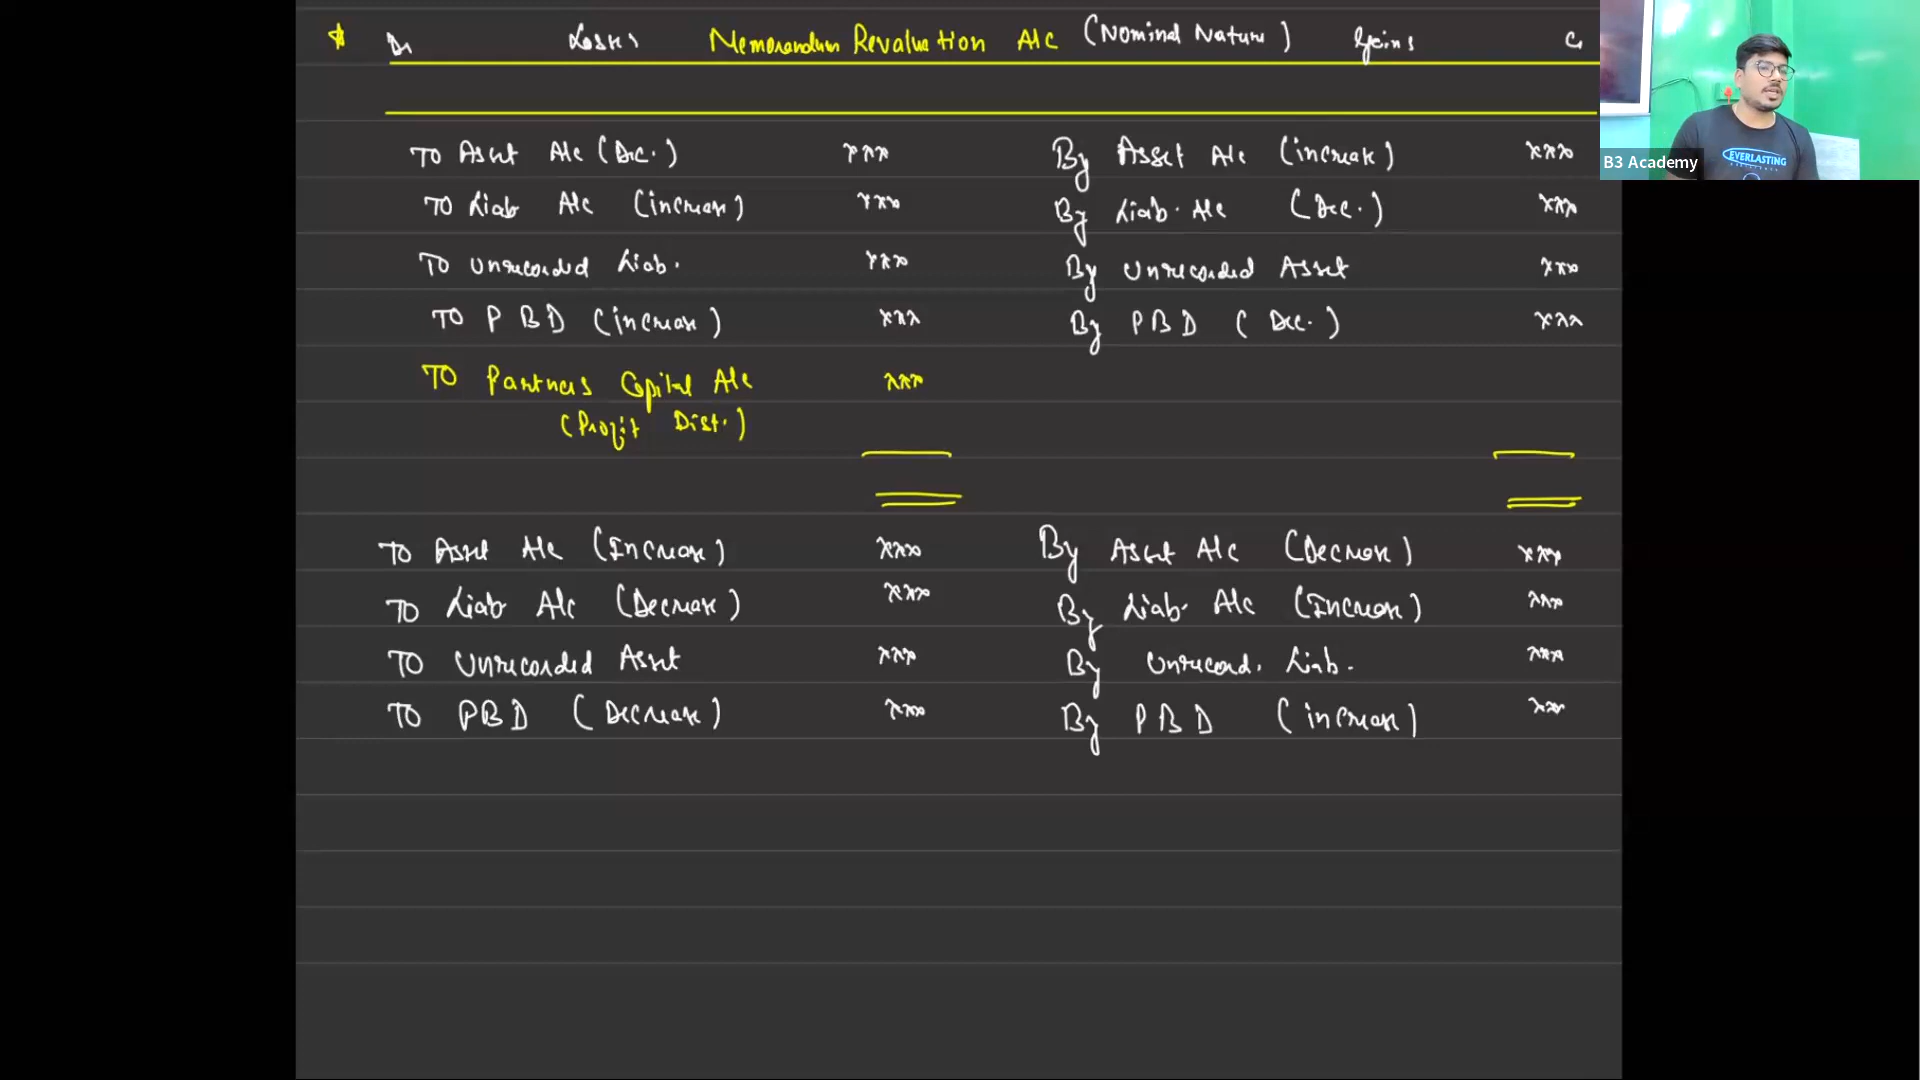 Dr Losses Memorandum Revaluation A/c (Nominal Nature) Gains Cr
To Asset A/c (Dec.) xxx By Asset A/c (increase) xxx
To Liab A/c (increase) xxx By Liab. A/c (Dec.) xxx
To Unrecorded Liab. xxx By Unrecorded Asset xxx
To PBD (increase) xxx By PBD (Dec.) xxx
To Partners Capital A/c xxx
(Profit Dist.)
To Asset A/c (Increase) xxx By Asset A/c (Decrease) xxx
To Liab A/c (Decrease) xxx By Liab. A/c (Increase) xxx
To Unrecorded Asset xxx By Unrecord. Liab. xxx
To PBD (Decrease) xxx By PBD (increase) xxx
EVERLASTING
B3 Academy